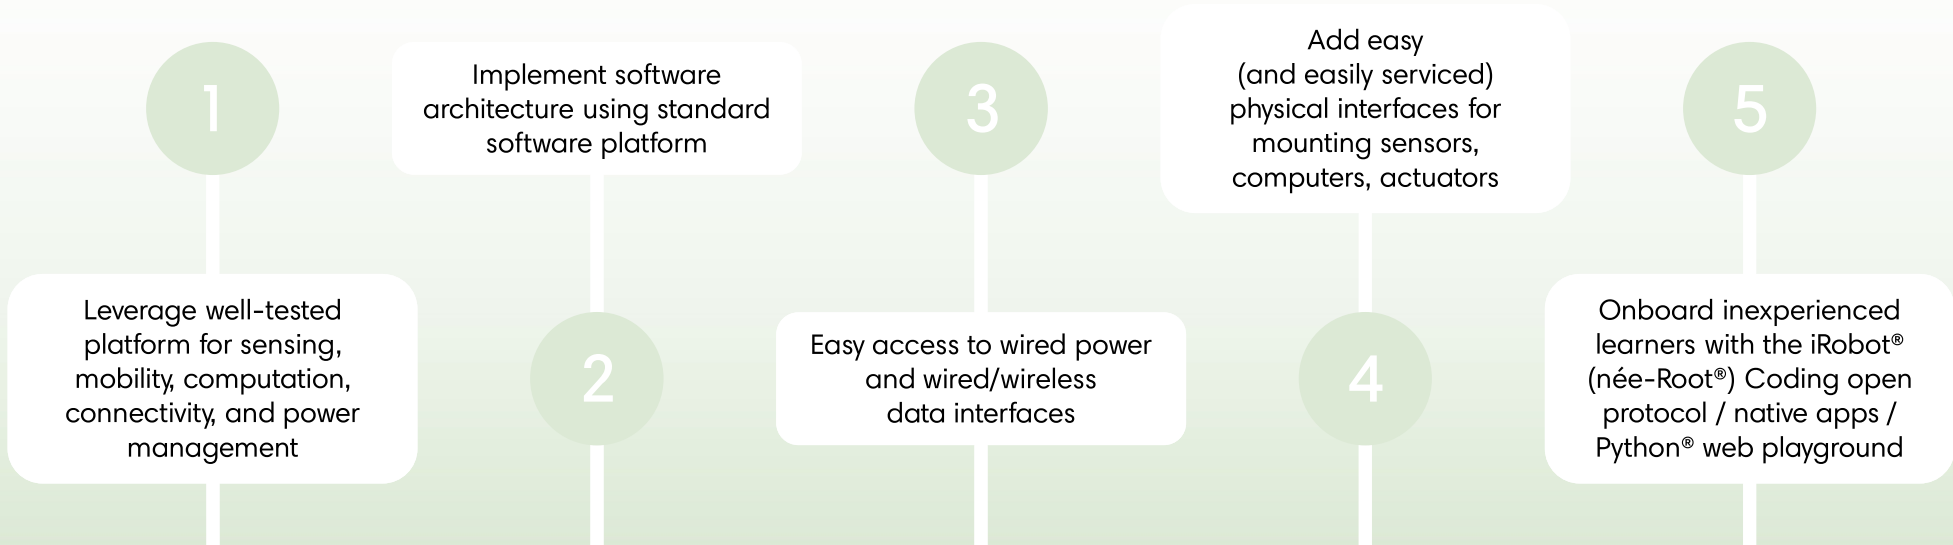 1
Leverage well-tested
platform for sensing,
mobility, computation,
connectivity, and power
management
Implement software
architecture using standard
software platform
2
3
Easy access to wired power
and wired/wireless
data interfaces
Add easy
(and easily serviced)
physical interfaces for
mounting sensors,
computers, actuators
4
5
Onboard inexperienced
learners with the iRobot®
(née-Root®) Coding open
protocol / native apps /
Python® web playground